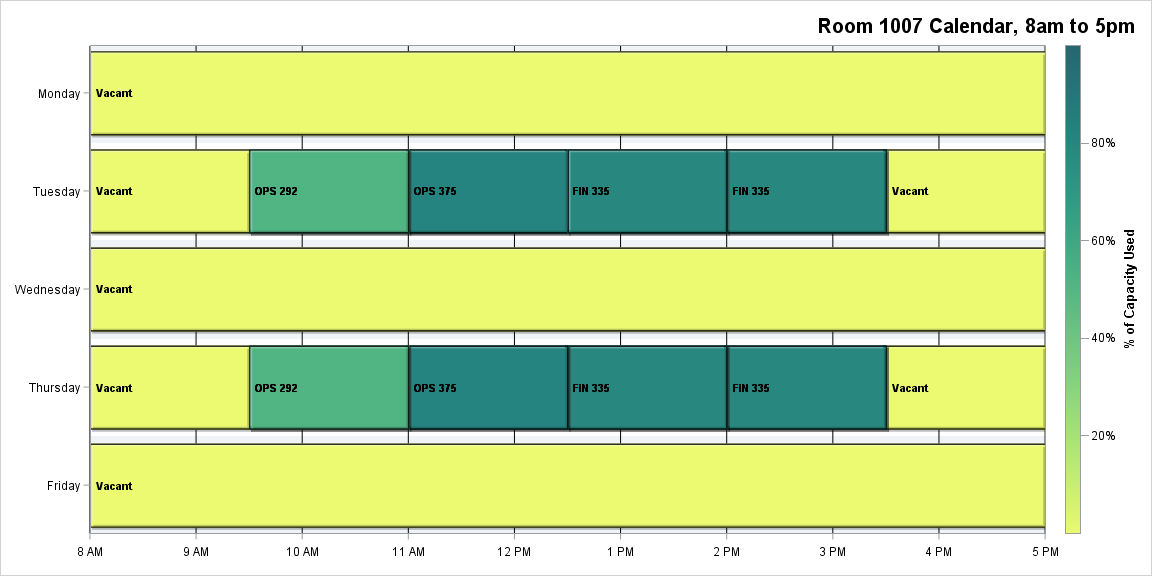 Room 1007 Calendar, 8am to 5pm
Monday
Vacant
Tuesday
Vacant
OPS 292
OPS 375
FIN 335
FIN 335
Vacant
Wednesday
Vacant
Thursday
Vacant
OPS 292
OPS 375
FIN 335
FIN 335
Vacant
Friday
Vacant
8 AM
9 AM
10 AM
11 AM
12 PM
1 PM
2 PM
3 PM
4 PM
5 PM
80%
60%
40%
20%
% of Capacity Used